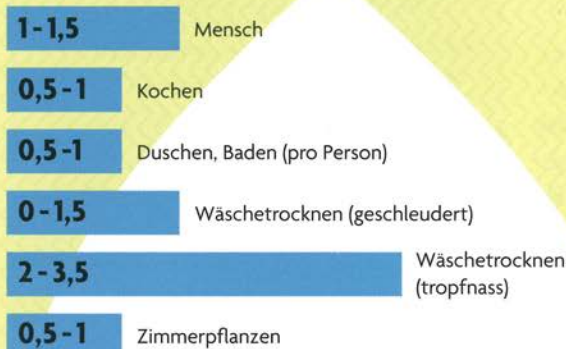 1-1,5 Mensch
0,5-1 Kochen
0,5-1 Duschen, Baden (pro Person)
0-1,5 Wäschetrocknen (geschleudert)
2-3,5 Wäschetrocknen
(tropfnass)
0,5-1 Zimmerpflanzen